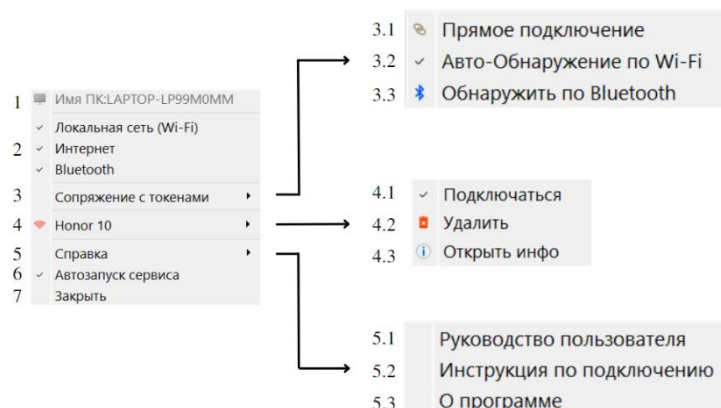 1 Имя ПК:LAPTOP-LP99M0MM
Локальная сеть (Wi-Fi)
2 Интернет
Bluetooth
3 Сопряжение с токенами
4 Honor 10
5 Справка
6 Автозапуск сервиса
7 Закрыть
3.1 Прямое подключение
3.2 Авто-Обнаружение по Wi-Fi
3.3 Обнаружить по Bluetooth
4.1 Подключаться
4.2 Удалить
4.3 Открыть инфо
5.1 Руководство пользователя
5.2 Инструкция по подключению
5.3 О программе